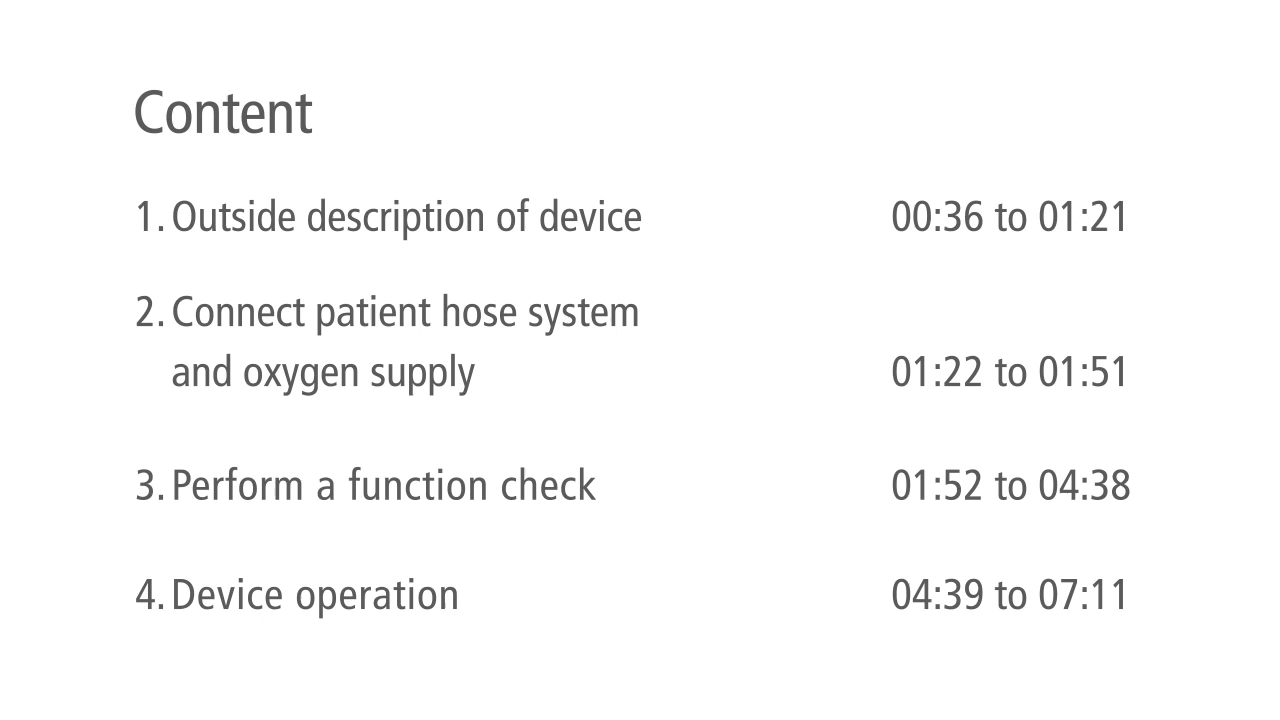 Content
1. Outside description of device 00:36 to 01:21
2. Connect patient hose system
and oxygen supply 01:22 to 01:51
3. Perform a function check 01:52 to 04:38
4. Device operation 04:39 to 07:11